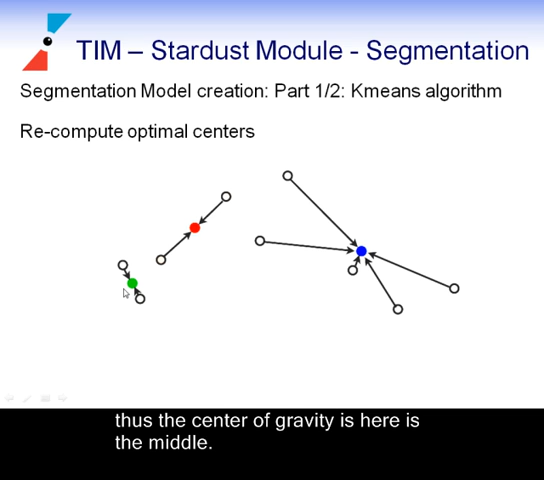 TIM – Stardust Module - Segmentation
Segmentation Model creation: Part 1/2: Kmeans algorithm
Re-compute optimal centers
thus the center of gravity is here is
the middle.